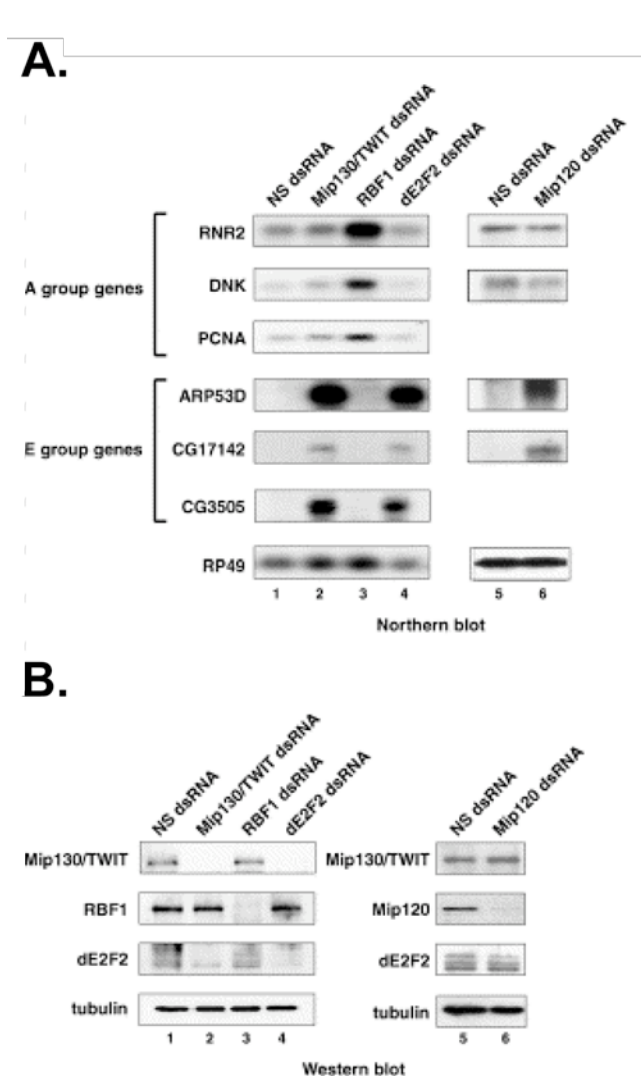 A.
NS dsRNA
Mip130/TWIT dsRNA
RBF1 dsRNA
dE2F2 dsRNA
NS dsRNA
Mip120 dsRNA
A group genes
RNR2
DNK
PCNA
E group genes
ARP53D
CG17142
CG3505
RP49
1 2 3 4 5 6
Northern blot
B.
NS dsRNA
Mip130/TWIT dsRNA
RBF1 dsRNA
dE2F2 dsRNA
NS dsRNA
Mip120 dsRNA
Mip130/TWIT Mip130/TWIT
RBF1 Mip120
dE2F2 dE2F2
tubulin tubulin
1 2 3 4 5 6
Western blot